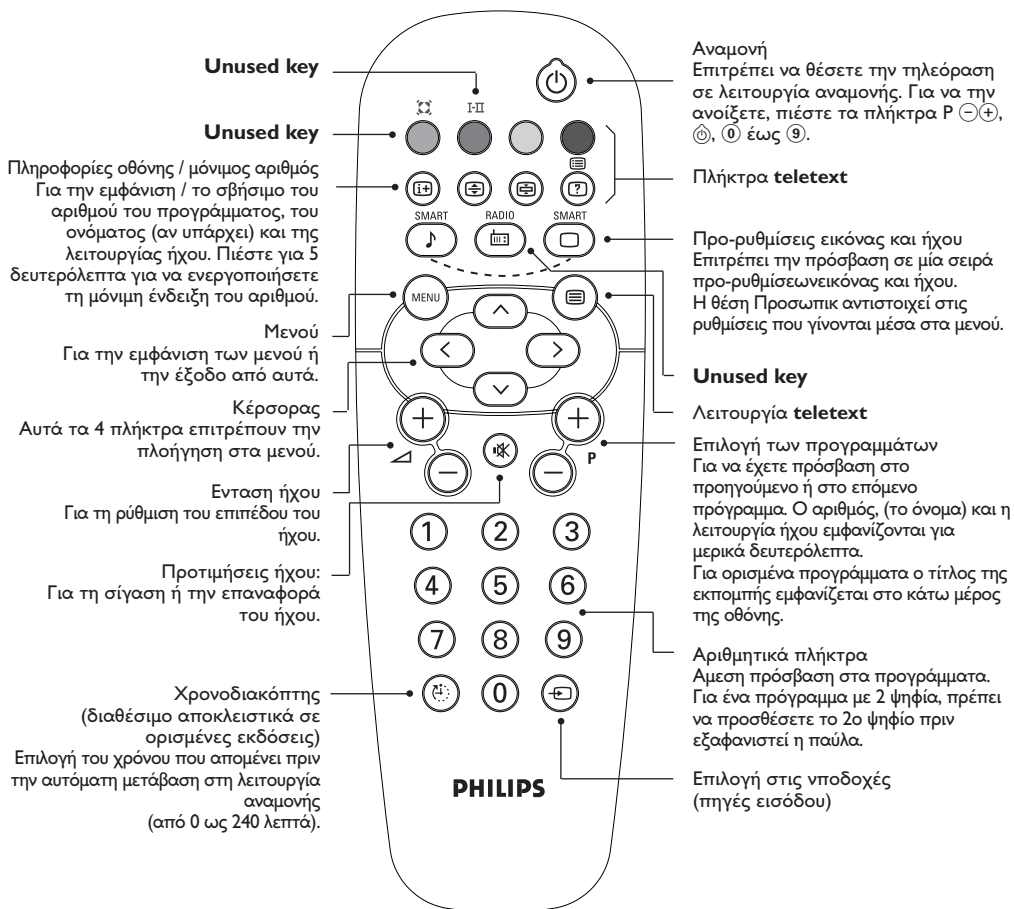 Unused key
Unused key
Πληροφορίες οθόνης / μόνιμος αριθμός
Για την εμφάνιση / το σβήσιμο του
αριθμού του προγράμματος, του
ονόματος (αν υπάρχει) και της
λειτουργίας ήχου. Πιέστε για 5
δευτερόλεπτα για να ενεργοποιήσετε
τη μόνιμη ένδειξη του αριθμού.
Μενού
Για την εμφάνιση των μενού ή
την έξοδο από αυτά.
Κέρσορας
Αυτά τα 4 πλήκτρα επιτρέπουν την
πλοήγηση στα μενού.
Ενταση ήχου
Για τη ρύθμιση του επιπέδου του
ήχου.
Προτιμήσεις ήχου:
Για τη σίγαση ή την επαναφορά
του ήχου.
Χρονοδιακόπτης
(διαθέσιμο αποκλειστικά σε
ορισμένες εκδόσεις)
Επιλογή του χρόνου που απομένει πριν
την αυτόματη μετάβαση στη λειτουργία
αναμονής
(από 0 ως 240 λεπτά).
I-II
SMART RADIO SMART
MENU
P
1 2 3
4 5 6
7 8 9
0
PHILIPS
Αναμονή
Επιτρέπει να θέσετε την τηλεόραση
σε λειτουργία αναμονής. Για να την
ανοίξετε, πιέστε τα πλήκτρα P ⊖⊕,
⏻, ⓪ έως ⑨.
Πλήκτρα teletext
Προ-ρυθμίσεις εικόνας και ήχου
Επιτρέπει την πρόσβαση σε μία σειρά
προ-ρυθμίσεωνεικόνας και ήχου.
Η θέση Προσωπικ αντιστοιχεί στις
ρυθμίσεις που γίνονται μέσα στα μενού.
Unused key
Λειτουργία teletext
Επιλογή των προγραμμάτων
Για να έχετε πρόσβαση στο
προηγούμενο ή στο επόμενο
πρόγραμμα. Ο αριθμός, (το όνομα) και η
λειτουργία ήχου εμφανίζονται για
μερικά δευτερόλεπτα.
Για ορισμένα προγράμματα ο τίτλος της
εκπομπής εμφανίζεται στο κάτω μέρος
της οθόνης.
Αριθμητικά πλήκτρα
Αμεση πρόσβαση στα προγράμματα.
Για ένα πρόγραμμα με 2 ψηφία, πρέπει
να προσθέσετε το 2ο ψηφίο πριν
εξαφανιστεί η παύλα.
Επιλογή στις νποδοχές
(πηγές εισόδου)